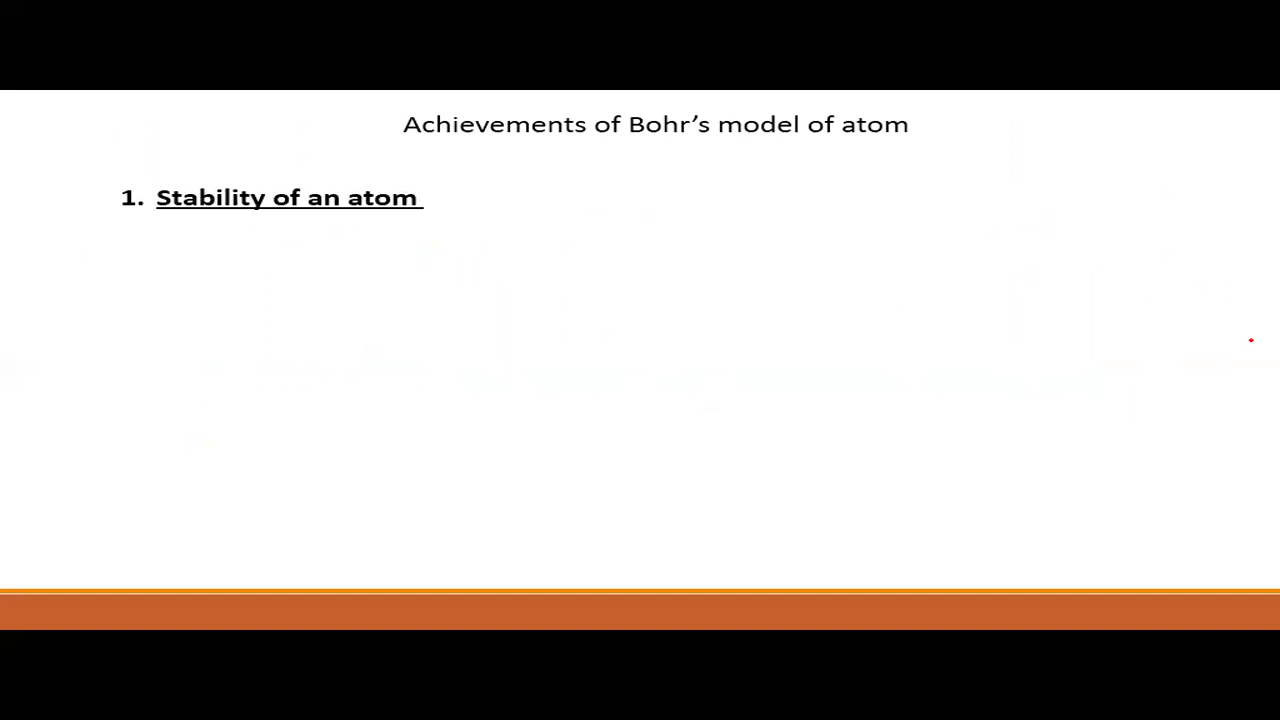 Achievements of Bohr’s model of atom
1. Stability of an atom